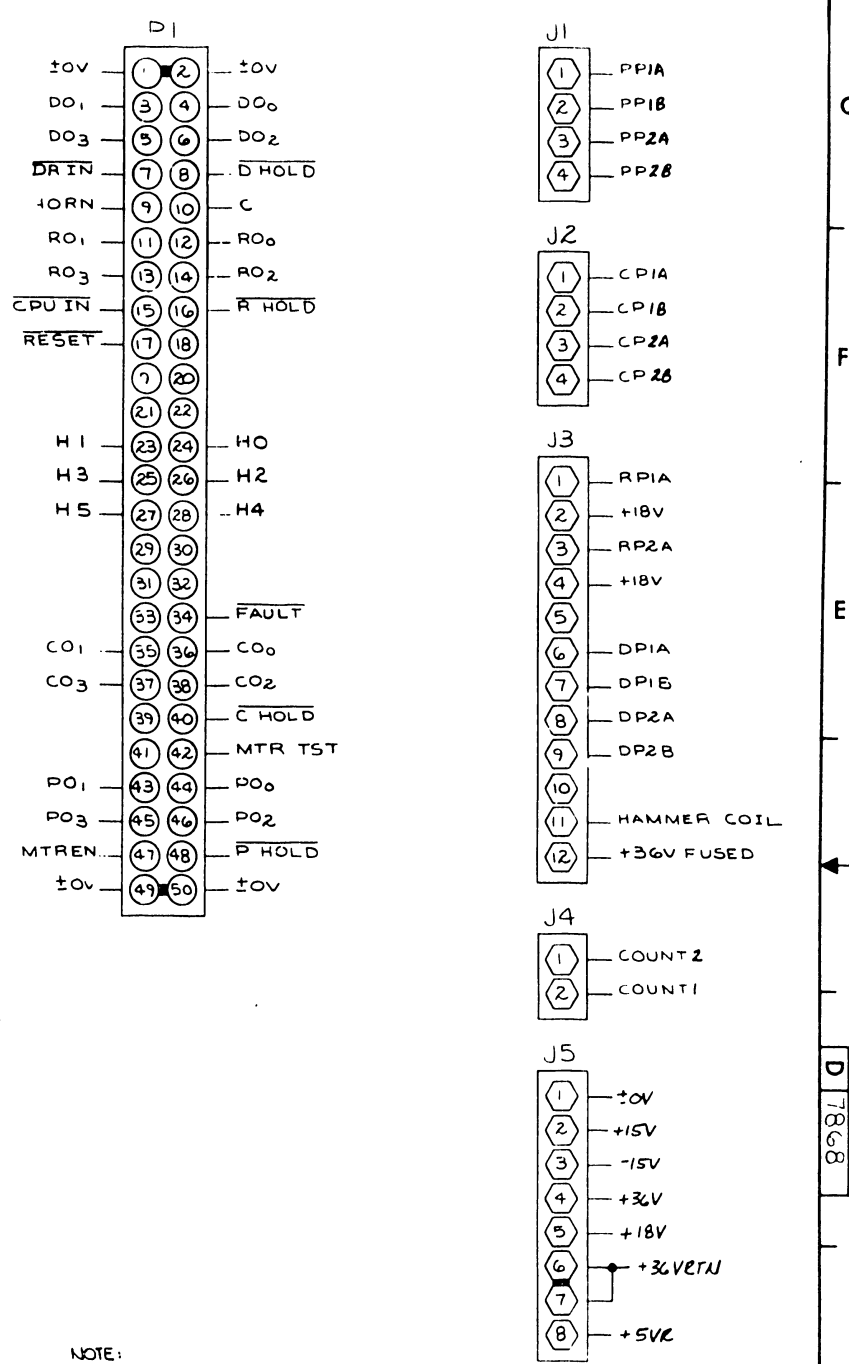 P1
±0V 1 2 ±0V
DO1 3 4 DO0
DO3 5 6 DO2
DR IN 7 8 D HOLD
HORN 9 10 C
RO1 11 12 RO0
RO3 13 14 RO2
CPU IN 15 16 R HOLD
RESET 17 18
20
21 22
H1 23 24 H0
H3 25 26 H2
H5 27 28 H4
29 30
31 32
33 34 FAULT
CO1 35 36 CO0
CO3 37 38 CO2
39 40 C HOLD
41 42 MTR TST
PO1 43 44 PO0
PO3 45 46 PO2
MTREN 47 48 P HOLD
±0V 49 50 ±0V
J1
1 PP1A
2 PP1B
3 PP2A
4 PP2B
J2
1 CP1A
2 CP1B
3 CP2A
4 CP2B
J3
1 RP1A
2 +18V
3 RP2A
4 +18V
5
6 DP1A
7 DP1B
8 DP2A
9 DP2B
10
11 HAMMER COIL
12 +36V FUSED
J4
1 COUNT2
2 COUNT1
J5
1 ±0V
2 +15V
3 -15V
4 +36V
5 +18V
6 +36VRTN
7
8 +5VR
NOTE:
F
E
D 7868